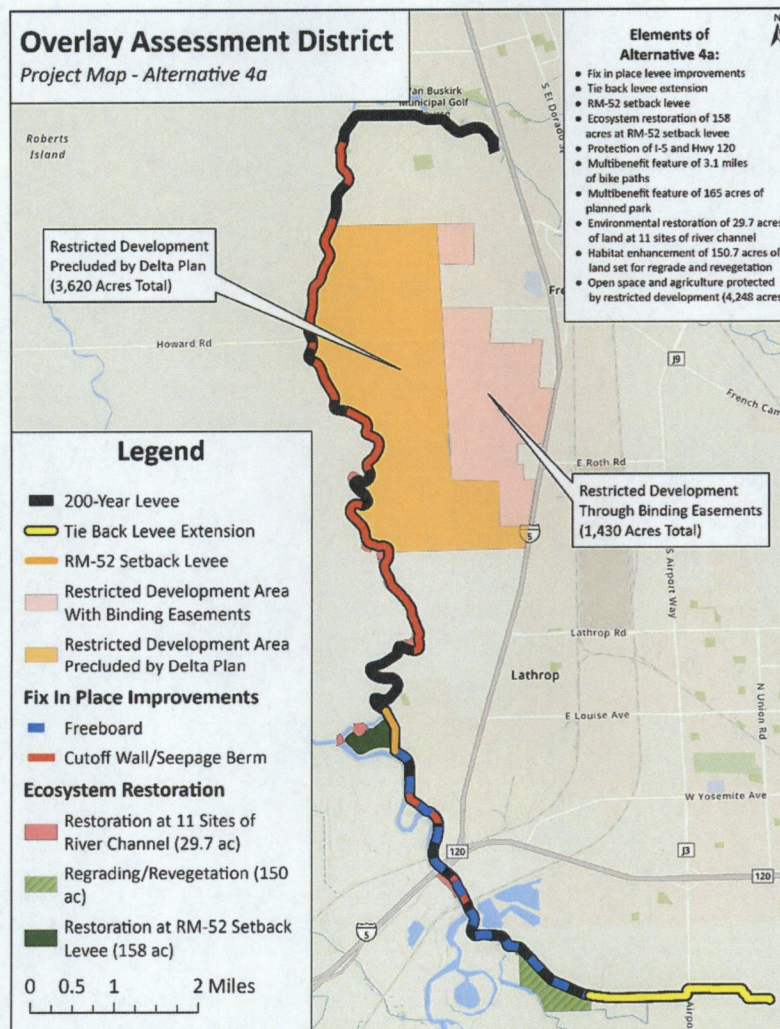 Overlay Assessment District
Project Map - Alternative 4a
N
Elements of
Alternative 4a:
• Fix in place levee improvements
• Tie back levee extension
• RM-52 setback levee
• Ecosystem restoration of 158
acres at RM-52 setback levee
• Protection of I-5 and Hwy 120
• Multibenefit feature of 3.1 miles
of bike paths
• Multibenefit feature of 165 acres of
planned park
• Environmental restoration of 29.7 acres
of land at 11 sites of river channel
• Habitat enhancement of 150.7 acres of
land set for regrade and revegetation
• Open space and agriculture protected
by restricted development (4,248 acres
Van Buskirk
Municipal Golf
S El Dorado St
Roberts
Island
Restricted Development
Precluded by Delta Plan
(3,620 Acres Total)
Fre
Howard Rd
J9
French Cam
E Roth Rd
Restricted Development
Through Binding Easements
(1,430 Acres Total)
5
S Airport Way
Lathrop Rd
Lathrop
E Louise Ave
N Union Rd
W Yosemite Ave
120
J3
120
5
Airpo
Legend
200-Year Levee
Tie Back Levee Extension
RM-52 Setback Levee
Restricted Development Area
With Binding Easements
Restricted Development Area
Precluded by Delta Plan
Fix In Place Improvements
Freeboard
Cutoff Wall/Seepage Berm
Ecosystem Restoration
Restoration at 11 Sites of
River Channel (29.7 ac)
Regrading/Revegetation (150
ac)
Restoration at RM-52 Setback
Levee (158 ac)
0 0.5 1 2 Miles